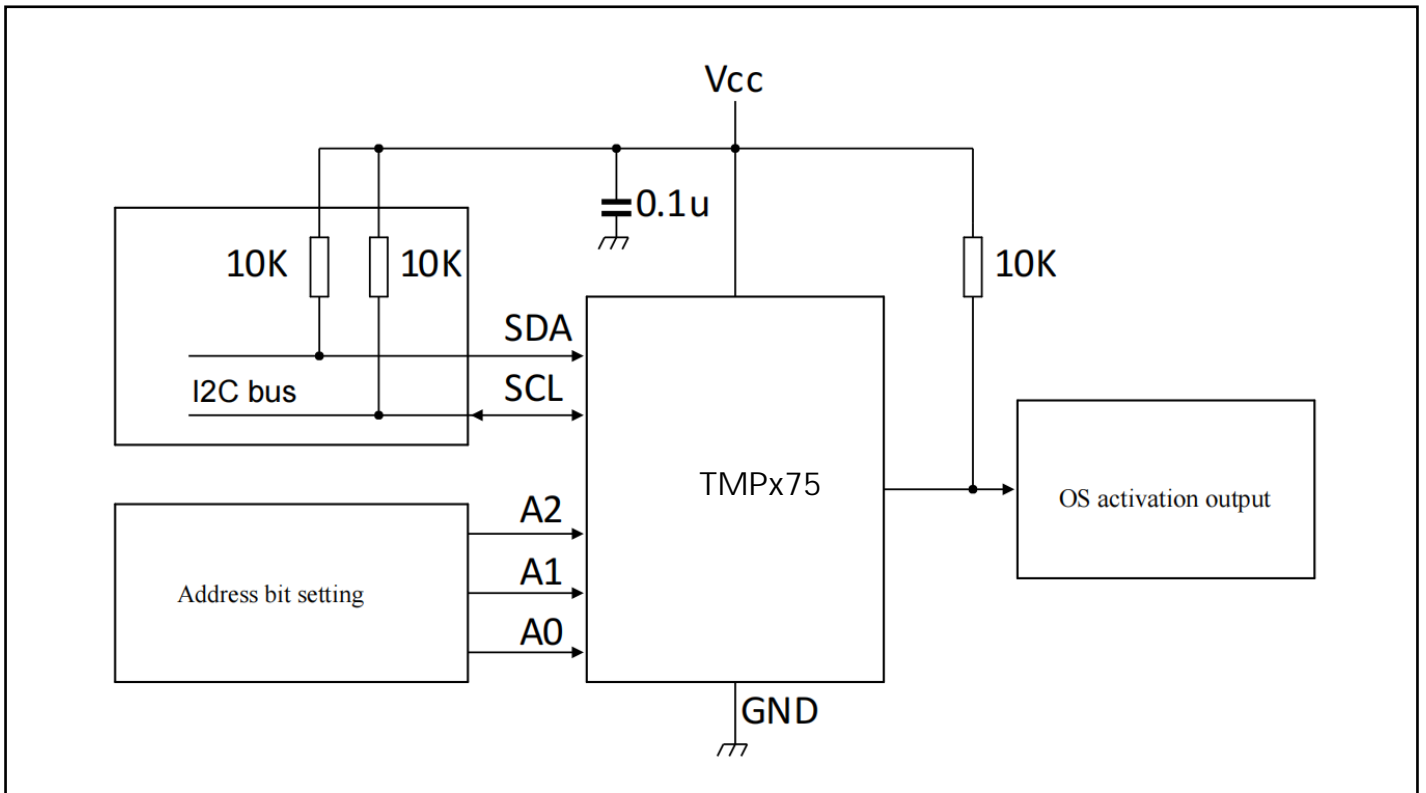 Vcc
0.1u
10K
10K
10K
SDA
I2C bus
SCL
TMPx75
OS activation output
A2
A1
Address bit setting
A0
GND